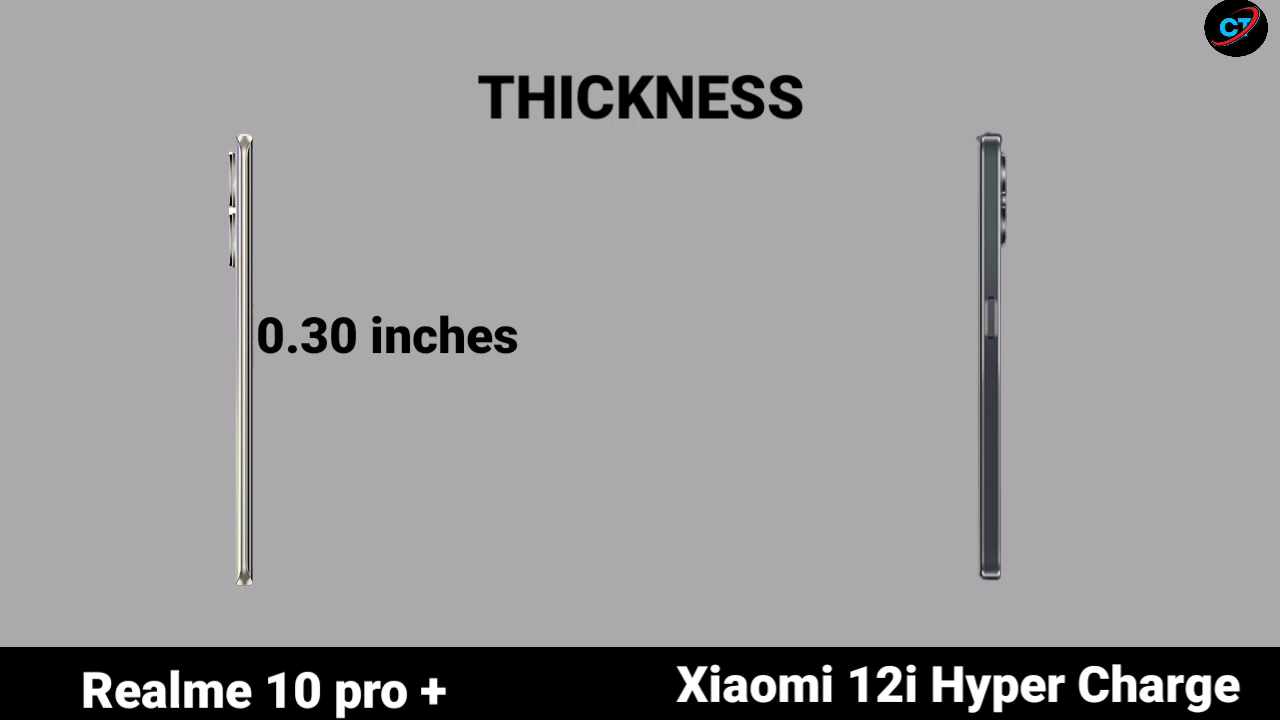 CT
THICKNESS
0.30 inches
Realme 10 pro +
Xiaomi 12i Hyper Charge